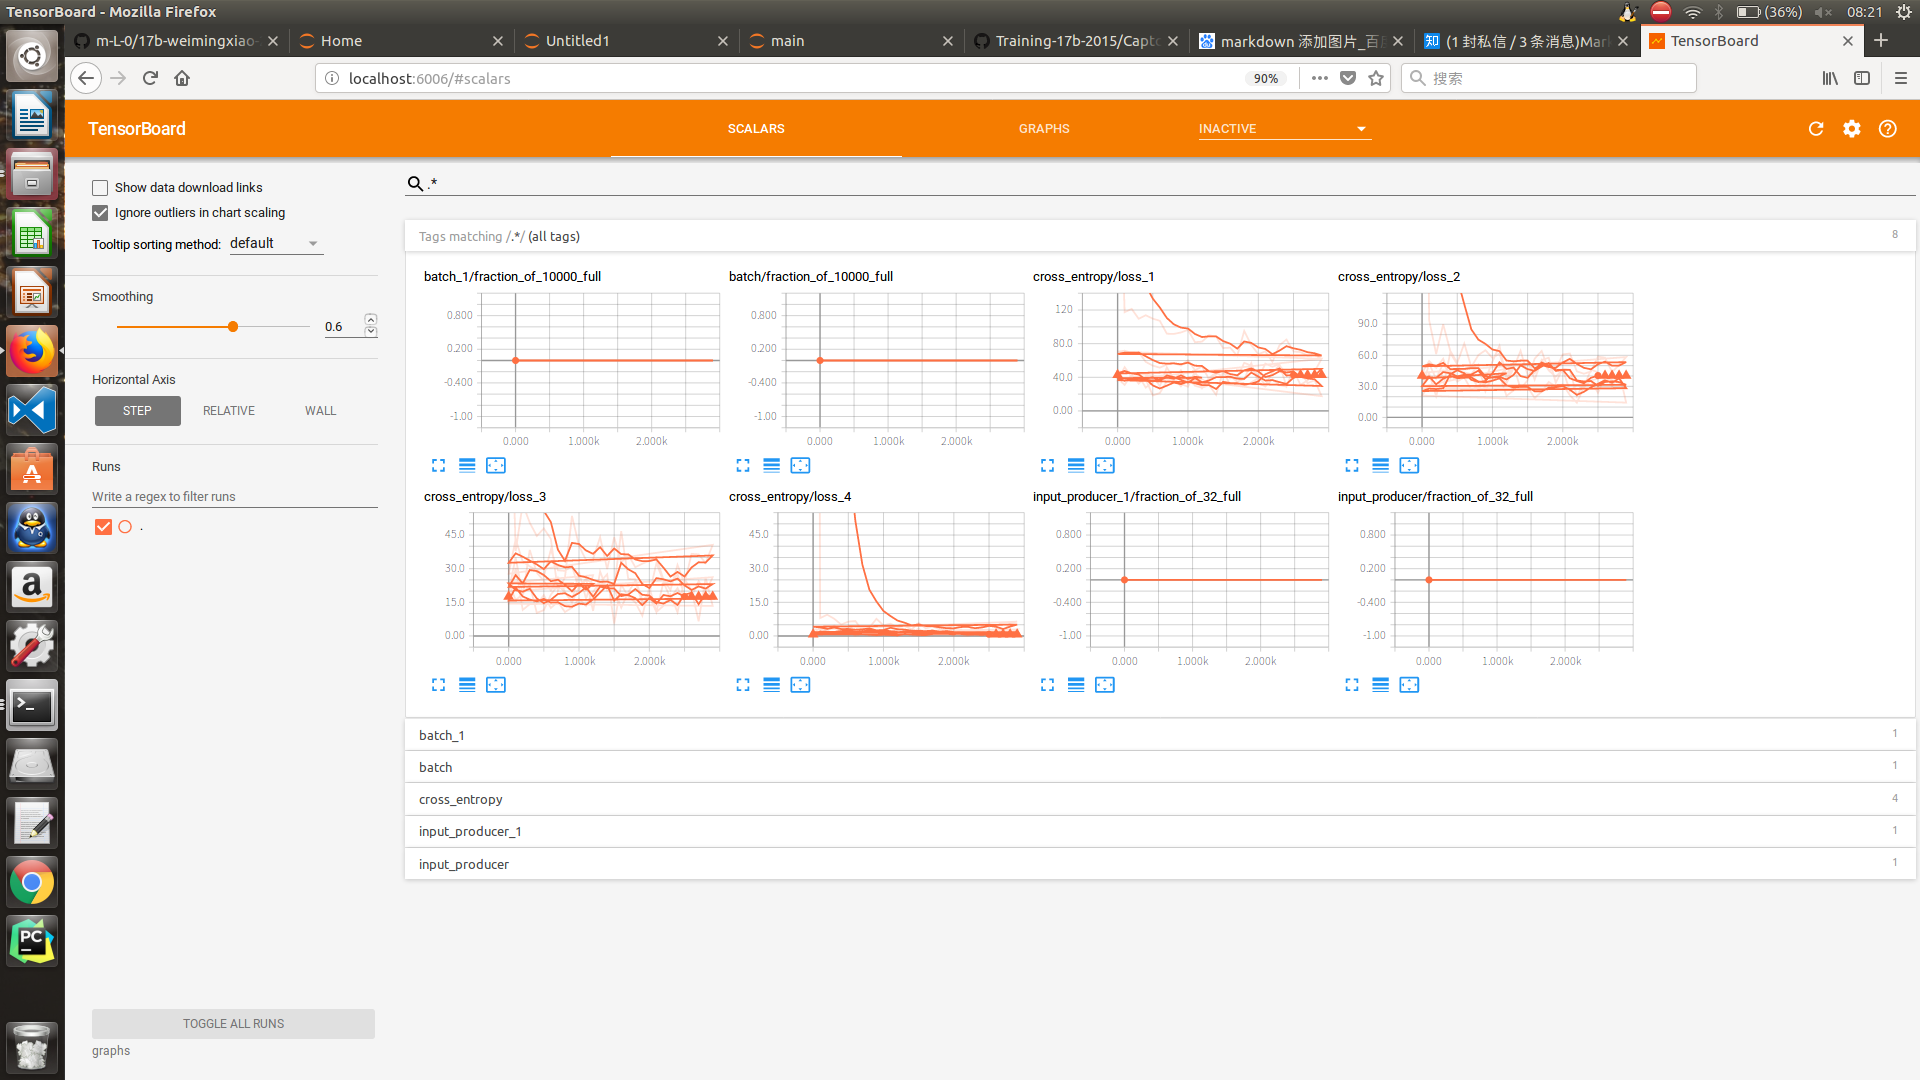 TensorBoard - Mozilla Firefox
(36%)
08:21
m-L-0/17b-weimingxiao-
Home
Untitled1
main
Training-17b-2015/Capt
markdown 添加图片_百
(1 封私信 / 3 条消息)Mar
TensorBoard
localhost:6006/#scalars
90%
搜索
TensorBoard
SCALARS
GRAPHS
INACTIVE
Show data download links
Ignore outliers in chart scaling
Tooltip sorting method: default
Smoothing
0.6
Horizontal Axis
STEP
RELATIVE
WALL
Runs
Write a regex to filter runs
.
TOGGLE ALL RUNS
graphs
.*
Tags matching /.*/ (all tags)
8
batch_1/fraction_of_10000_full
0.800
0.200
-0.400
-1.00
0.000 1.000k 2.000k
batch/fraction_of_10000_full
0.800
0.200
-0.400
-1.00
0.000 1.000k 2.000k
cross_entropy/loss_1
120
80.0
40.0
0.00
0.000 1.000k 2.000k
cross_entropy/loss_2
90.0
60.0
30.0
0.00
0.000 1.000k 2.000k
cross_entropy/loss_3
45.0
30.0
15.0
0.00
0.000 1.000k 2.000k
cross_entropy/loss_4
45.0
30.0
15.0
0.00
0.000 1.000k 2.000k
input_producer_1/fraction_of_32_full
0.800
0.200
-0.400
-1.00
0.000 1.000k 2.000k
input_producer/fraction_of_32_full
0.800
0.200
-0.400
-1.00
0.000 1.000k 2.000k
batch_1
1
batch
1
cross_entropy
4
input_producer_1
1
input_producer
1